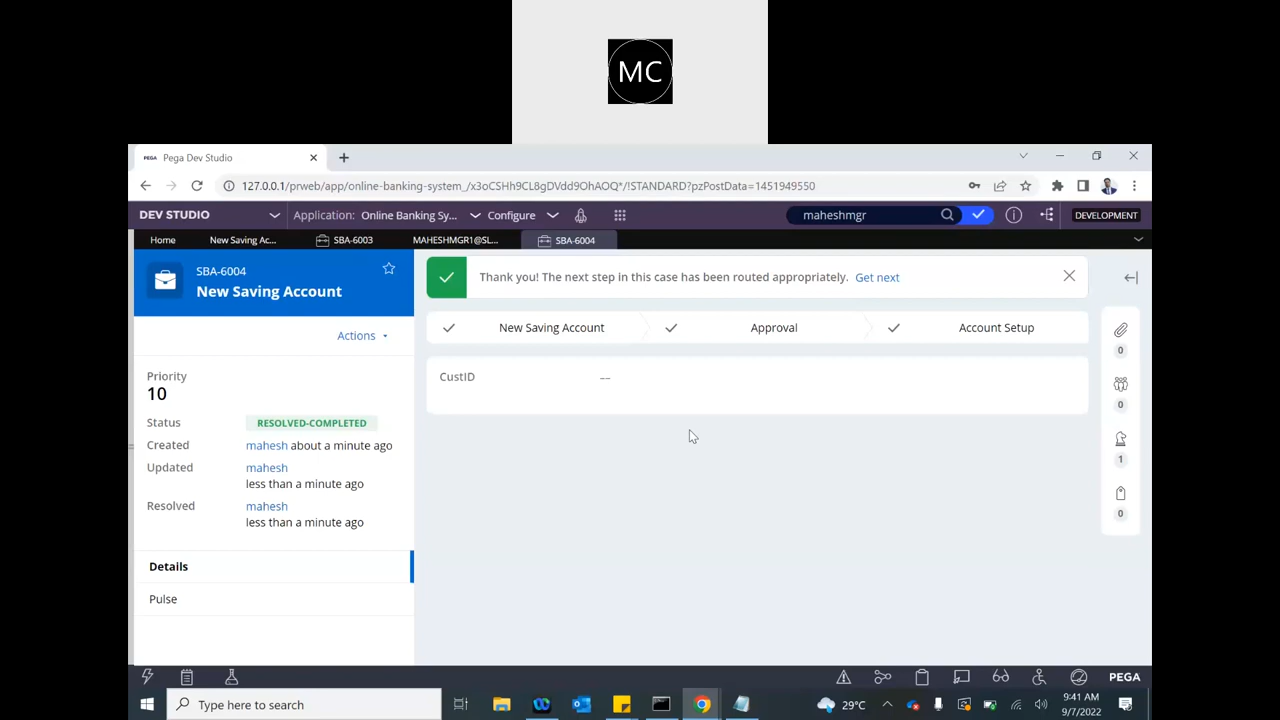 MC
PEGA Pega Dev Studio
127.0.0.1/prweb/app/online-banking-system_/x3oCSHh9CL8gDVdd9OhAOQ*/!STANDARD?pzPostData=1451949550
DEV STUDIO Application: Online Banking Sy... Configure maheshmgr DEVELOPMENT
Home New Saving Ac... SBA-6003 MAHESHMGR1@SL... SBA-6004
SBA-6004
New Saving Account
Thank you! The next step in this case has been routed appropriately. Get next
Actions
New Saving Account Approval Account Setup
Priority
10
CustID --
Status RESOLVED-COMPLETED
Created mahesh about a minute ago
Updated mahesh
less than a minute ago
Resolved mahesh
less than a minute ago
Details
Pulse
0
0
1
0
PEGA
Type here to search
29°C
9:41 AM
9/7/2022